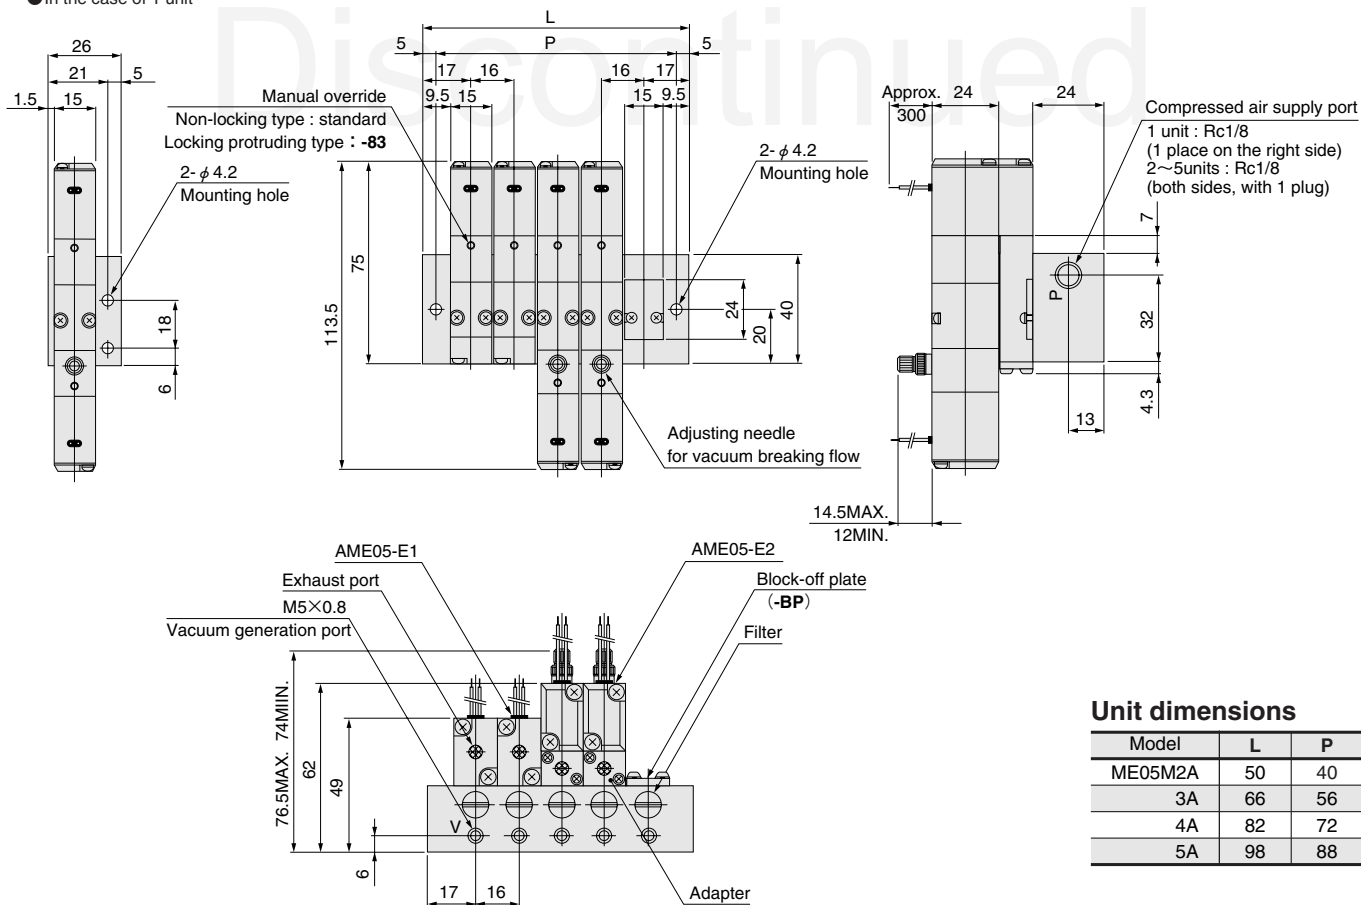 ●In the case of 1 unit
Discontinued
26
21
5
1.5
15
2-φ4.2
Mounting hole
18
6
L
5
P
5
17
16
16
17
9.5
15
15
9.5
Manual override
Non-locking type : standard
Locking protruding type : -83
2-φ4.2
Mounting hole
75
113.5
24
20
40
Adjusting needle
for vacuum breaking flow
Approx.
300
24
24
Compressed air supply port
1 unit : Rc1/8
(1 place on the right side)
2〜5units : Rc1/8
(both sides, with 1 plug)
7
P
32
4.3
13
14.5MAX.
12MIN.
AME05-E1
Exhaust port
M5×0.8
Vacuum generation port
AME05-E2
Block-off plate
(-BP)
Filter
76.5MAX. 74MIIN.
62
49
V
6
17
16
Adapter
Unit dimensions
Model L P
ME05M2A 50 40
3A 66 56
4A 82 72
5A 98 88